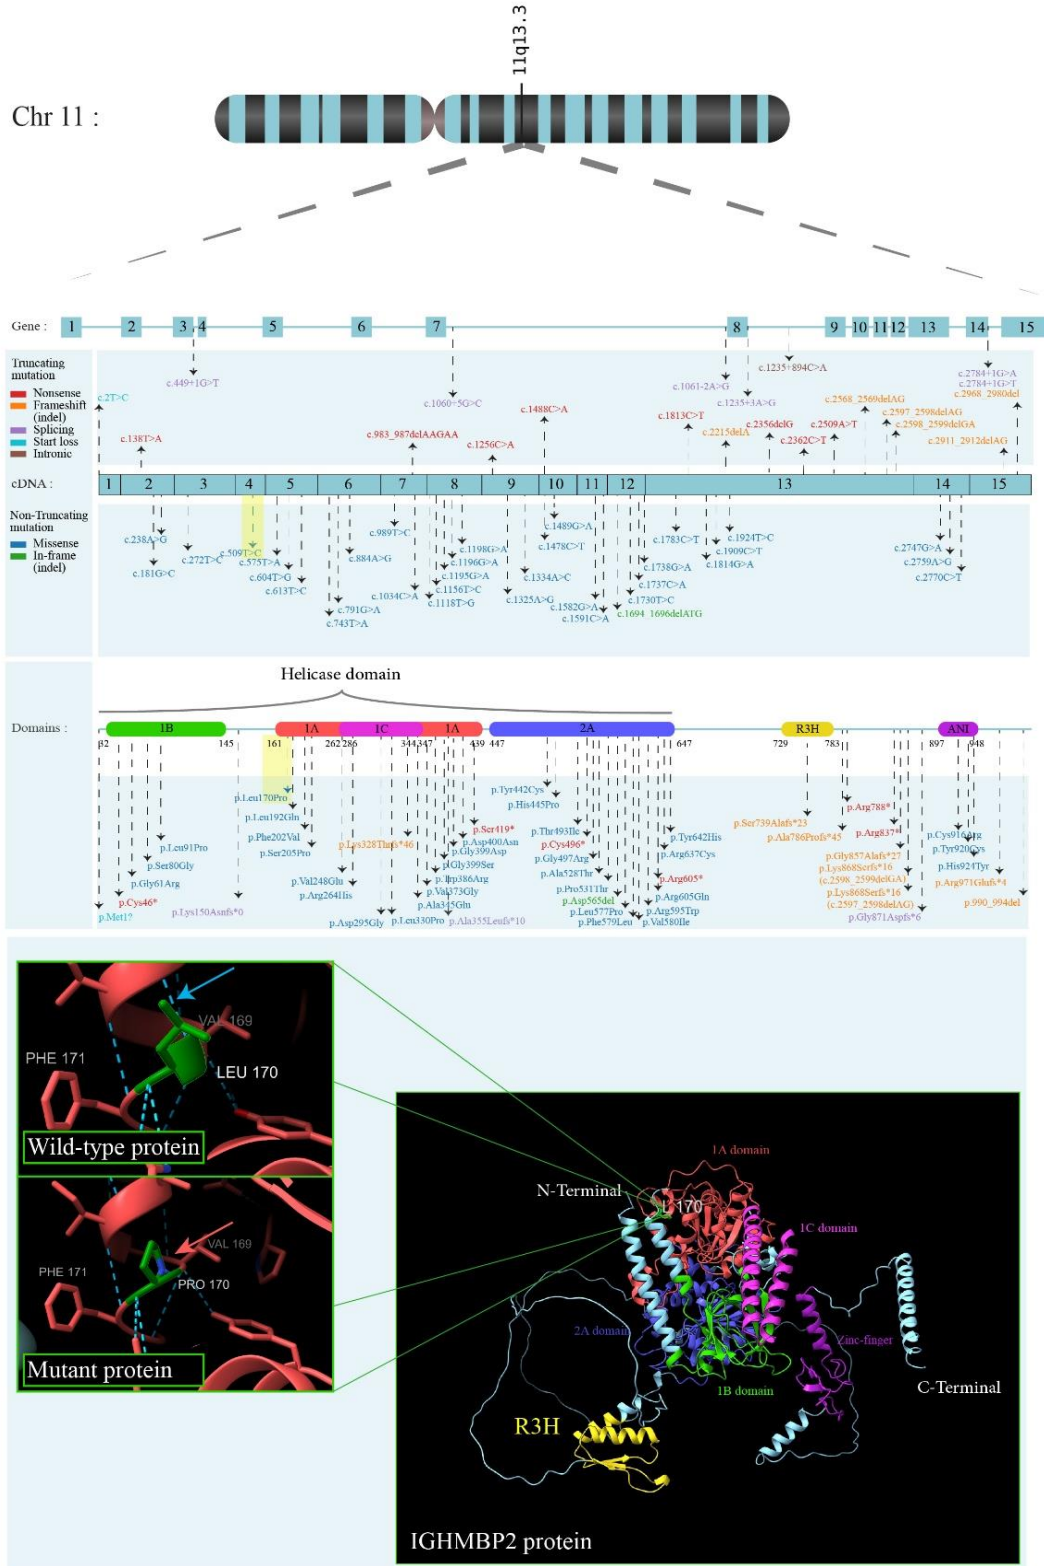 11q13.3
Chr 11 :
Gene : 1 2 3 4 5 6 7 8 9 10 11 12 13 14 15
Truncating
mutation
Nonsense
Frameshift
(indel)
Splicing
Start loss
Intronic
c.449+1G>T
c.1060+5G>C
c.1061-2A>G
c.1235+3A>G
c.1235+894C>A
c.2784+1G>A
c.2784+1G>T
c.2968_2980del
c.2T>C
c.138T>A
c.983_987delAAGAA
c.1256C>A
c.1488C>A
c.1813C>T
c.2215delA
c.2356delG
c.2362C>T
c.2509A>T
c.2568_2569delAG
c.2597_2598delAG
c.2598_2599delGA
c.2911_2912delAG
cDNA : 1 2 3 4 5 6 7 8 9 10 11 12 13 14 15
Non-Truncating
mutation
Missense
In-frame
(indel)
c.238A>G
c.181G>C
c.272T>C
c.509T>C
c.575T>A
c.604T>G
c.613T>C
c.743T>A
c.791G>A
c.884A>G
c.989T>C
c.1034C>A
c.1118T>G
c.1156T>C
c.1195G>A
c.1196G>A
c.1198G>A
c.1325A>G
c.1334A>C
c.1478C>T
c.1489G>A
c.1582G>A
c.1591C>A
c.1694_1696delATG
c.1730T>C
c.1737C>A
c.1738G>A
c.1783C>T
c.1814G>A
c.1909C>T
c.1924T>C
c.2747G>A
c.2759A>G
c.2770C>T
Helicase domain
Domains : 1B 1A 1C 1A 2A R3H ANI
32 145 161 262 286 344 347 439 447 647 729 783 897 948
p.Met1?
p.Cys46*
p.Gly61Arg
p.Ser80Gly
p.Leu91Pro
p.Lys150Asnfs*0
p.Leu170Pro
p.Leu192Gln
p.Phe202Val
p.Ser205Pro
p.Val248Glu
p.Arg264His
p.Asp295Gly
p.Lys328Thrfs*46
p.Leu330Pro
p.Ala345Glu
p.Ala355Leufs*10
p.Val373Gly
p.Trp386Arg
p.Gly399Ser
p.Gly399Asp
p.Asp400Asn
p.Ser419*
p.Tyr442Cys
p.His445Pro
p.Thr493Ile
p.Cys496*
p.Gly497Arg
p.Ala528Thr
p.Pro531Thr
p.Asp565del
p.Leu577Pro
p.Phe579Leu
p.Val580Ile
p.Arg595Trp
p.Arg605Gln
p.Arg605*
p.Arg637Cys
p.Tyr642His
p.Ser739Alafs*23
p.Ala786Profs*45
p.Arg788*
p.Arg837*
p.Gly857Alafs*27
p.Lys868Serfs*16
(c.2598_2599delGA)
p.Lys868Serfs*16
(c.2597_2598delAG)
p.Gly871Aspfs*6
p.Cys916Arg
p.Tyr920Cys
p.His924Tyr
p.Arg971Glufs*4
p.990_994del
VAL 169
PHE 171
LEU 170
Wild-type protein
VAL 169
PHE 171
PRO 170
Mutant protein
1A domain
N-Terminal
L 170
1C domain
2A domain
Zinc-finger
1B domain
C-Terminal
R3H
IGHMBP2 protein